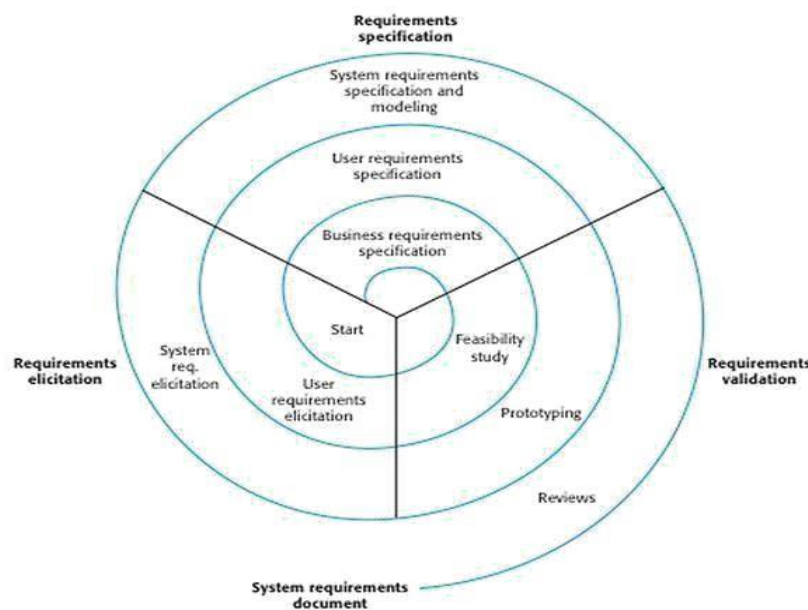 Requirements
specification
System requirements
specification and
modeling
User requirements
specification
Business requirements
specification
Start
Feasibility
study
Requirements
elicitation
System
req.
elicitation
User
requirements
elicitation
Requirements
validation
Prototyping
Reviews
System requirements
document